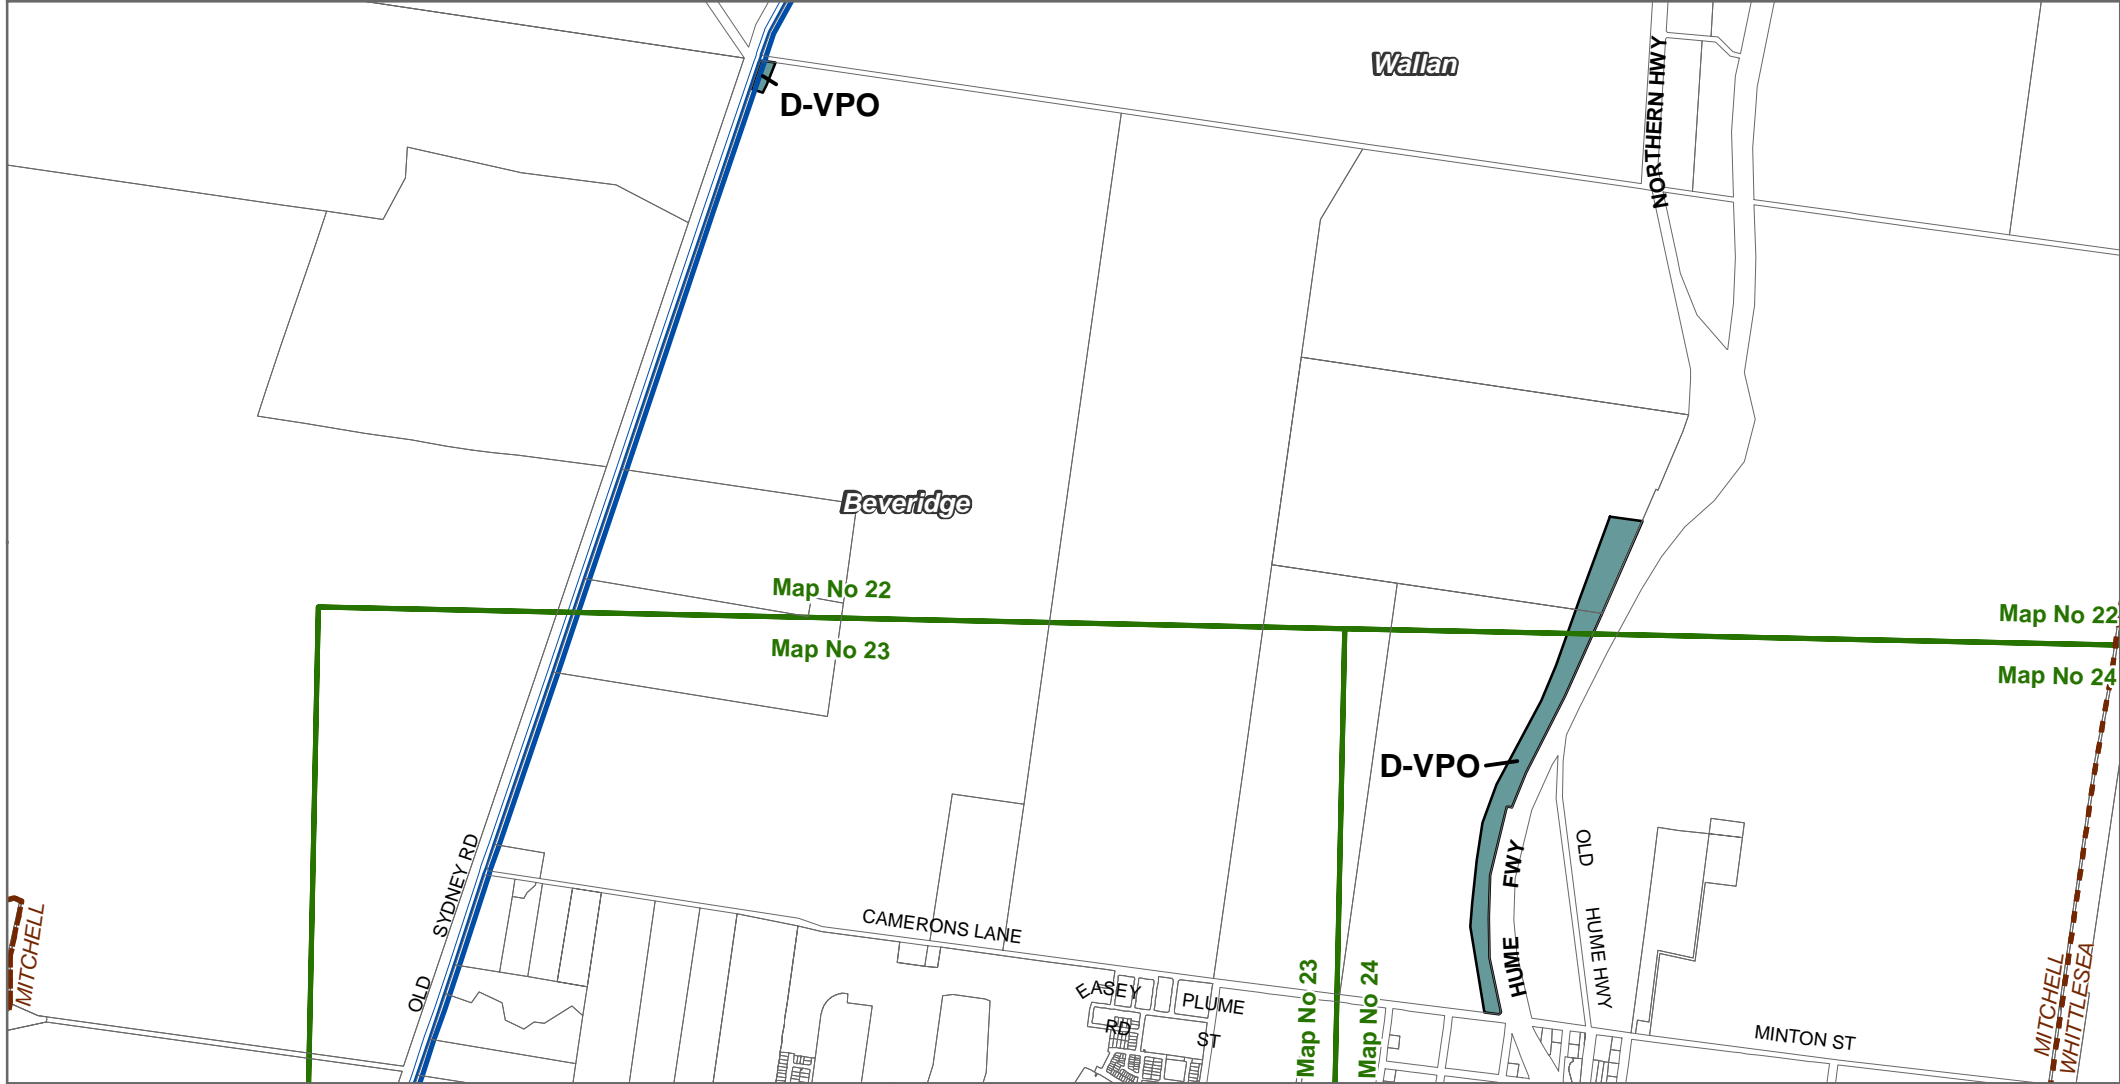 Wallan
NORTHERN HWY
D-VPO
Beveridge
Map No 22
Map No 23
Map No 22
Map No 24
D-VPO
SYDNEY RD
OLD
HUME FWY
OLD
HUME HWY
CAMERONS LANE
EASEY
RD
PLUME
ST
Map No 23
Map No 24
MINTON ST
MITCHELL
MITCHELL
WHITTLESEA